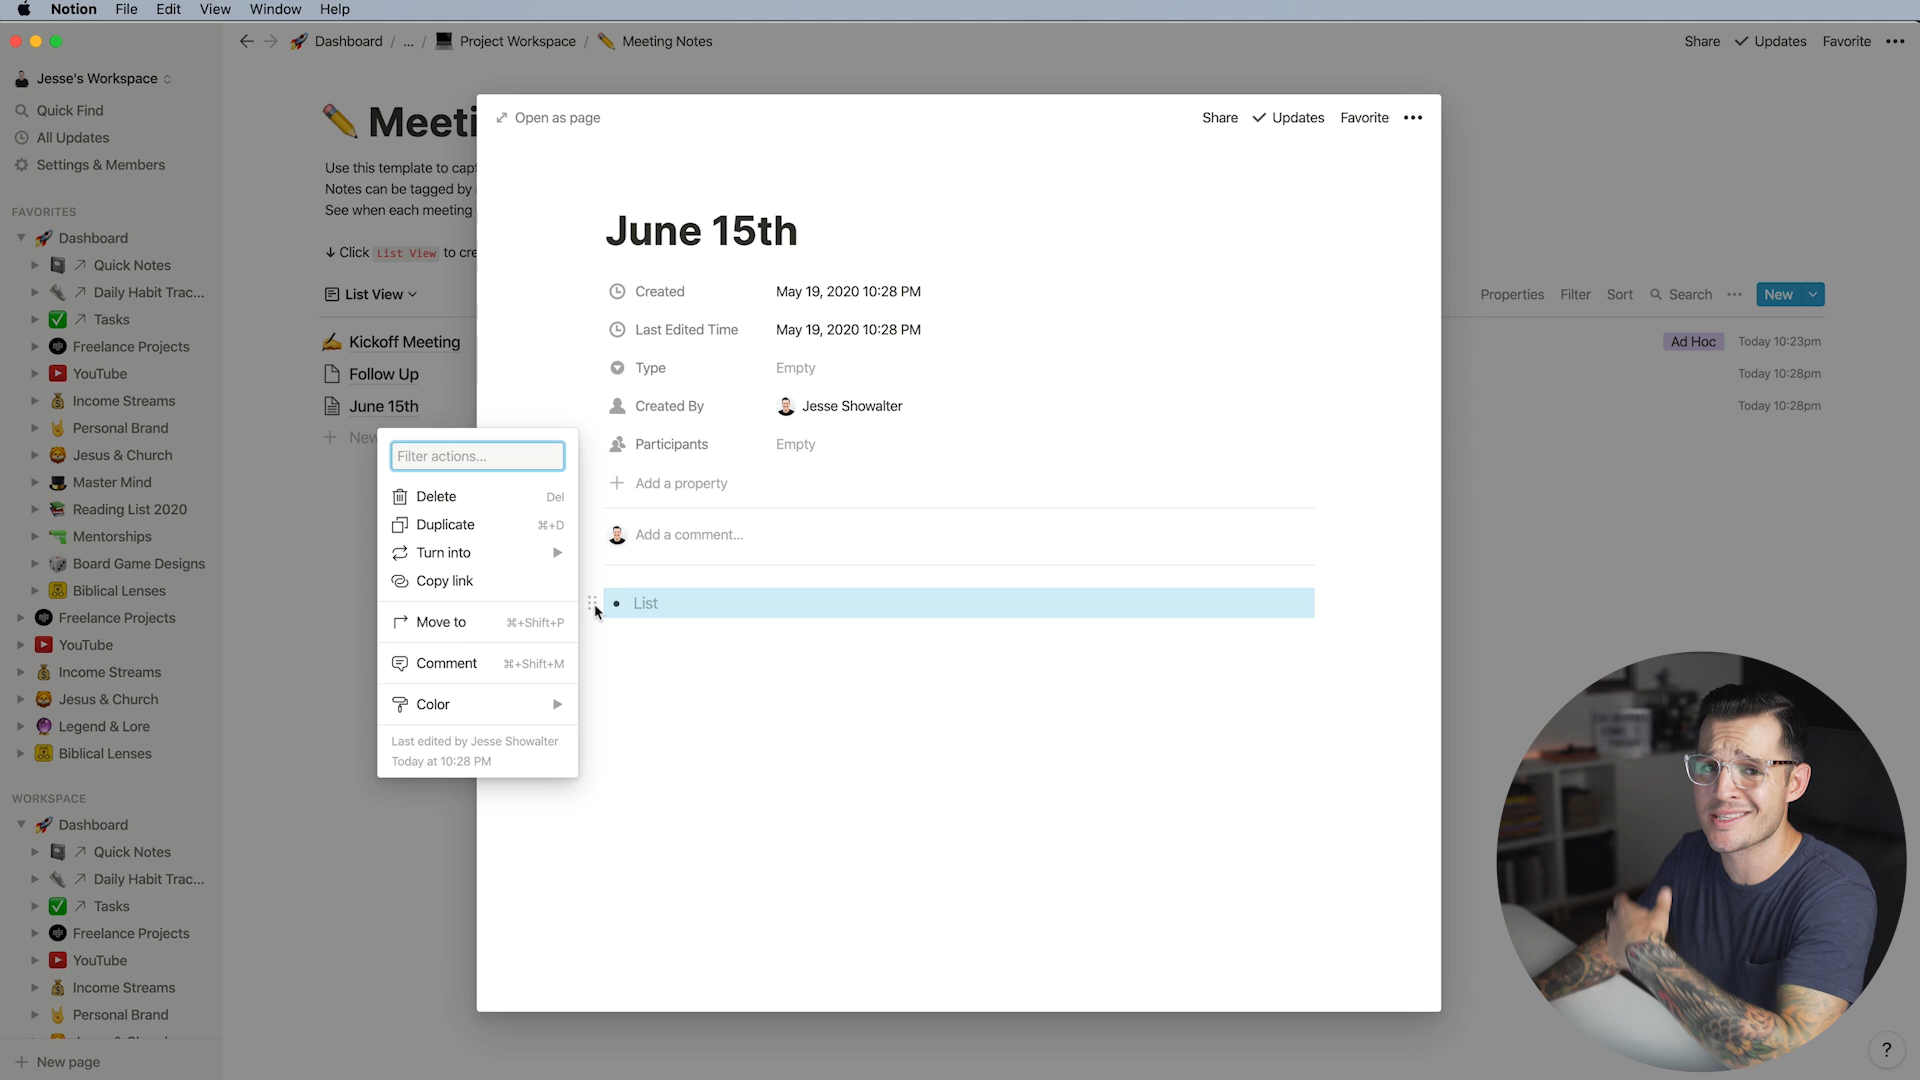 Notion File Edit View Window Help
Dashboard / ... / Project Workspace / Meeting Notes
Share Updates Favorite •••
Jesse's Workspace
Quick Find
All Updates
Settings & Members
FAVORITES
Dashboard
Quick Notes
Daily Habit Trac...
Tasks
Freelance Projects
YouTube
Income Streams
Personal Brand
Jesus & Church
Master Mind
Reading List 2020
Mentorships
Board Game Designs
Biblical Lenses
Freelance Projects
YouTube
Income Streams
Jesus & Church
Legend & Lore
Biblical Lenses
WORKSPACE
Dashboard
Quick Notes
Daily Habit Trac...
Tasks
Freelance Projects
YouTube
Income Streams
Personal Brand
+ New page
Meeti
Use this template to capt
Notes can be tagged by
See when each meeting
↓ Click List View to cre
List View
Properties Filter Sort Search ••• New
Kickoff Meeting
Ad Hoc Today 10:23pm
Follow Up
Today 10:28pm
June 15th
Today 10:28pm
+ New
Filter actions...
Delete Del
Duplicate ⌘+D
Turn into
Copy link
Move to ⌘+Shift+P
Comment ⌘+Shift+M
Color
Last edited by Jesse Showalter
Today at 10:28 PM
Open as page
Share Updates Favorite •••
June 15th
Created May 19, 2020 10:28 PM
Last Edited Time May 19, 2020 10:28 PM
Type Empty
Created By Jesse Showalter
Participants Empty
+ Add a property
Add a comment...
• List
?